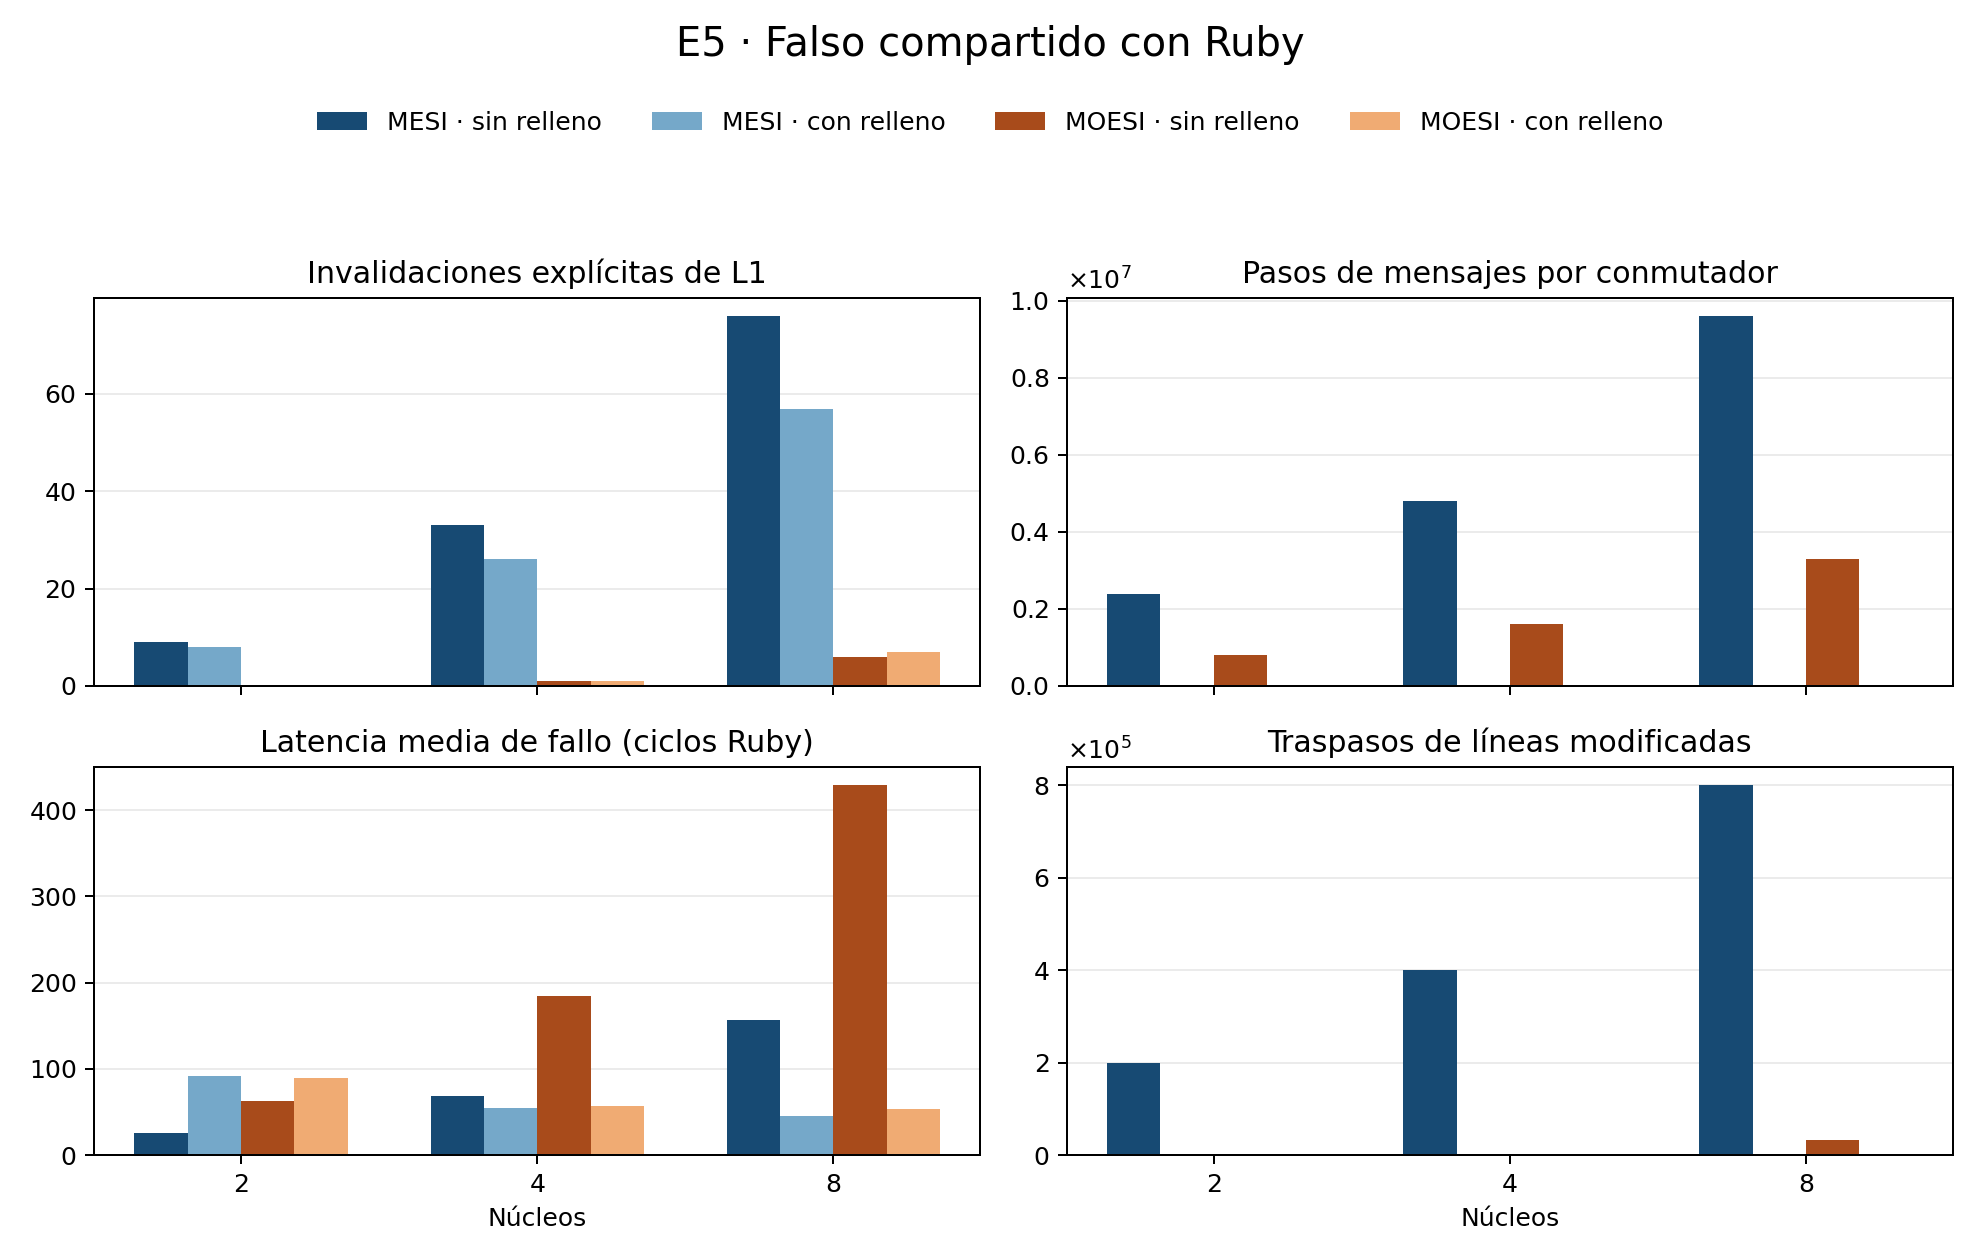 E5 · Falso compartido con Ruby
MESI · sin relleno MESI · con relleno MOESI · sin relleno MOESI · con relleno
Invalidaciones explícitas de L1
60
40
20
0
Pasos de mensajes por conmutador
×10⁷
1.0
0.8
0.6
0.4
0.2
0.0
Latencia media de fallo (ciclos Ruby)
400
300
200
100
0
2 4 8
Núcleos
Traspasos de líneas modificadas
×10⁵
8
6
4
2
0
2 4 8
Núcleos